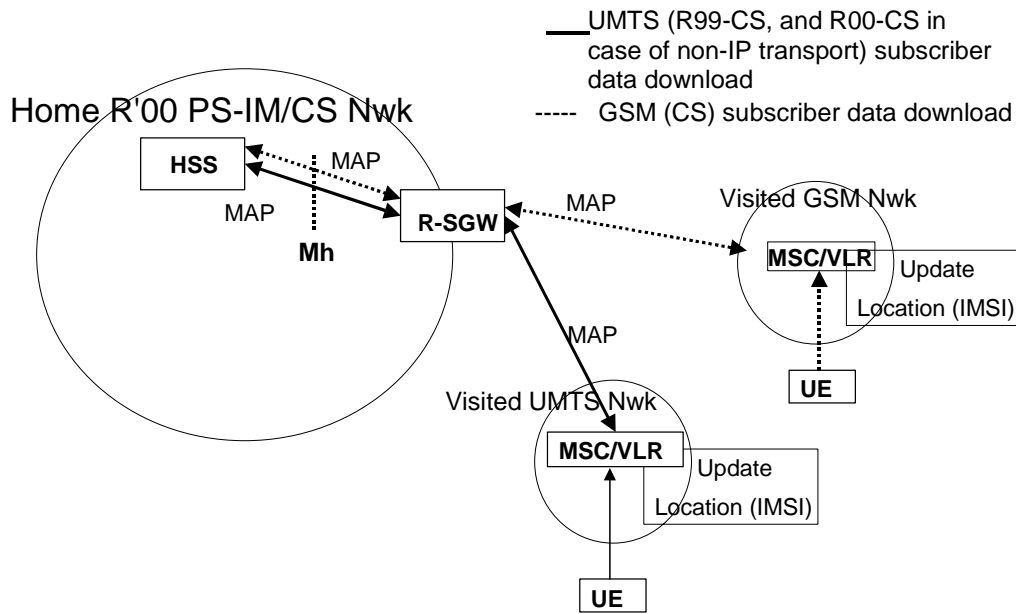 UMTS (R99-CS, and R00-CS in
case of non-IP transport) subscriber
data download
GSM (CS) subscriber data download
Home R'00 PS-IM/CS Nwk
HSS
MAP
MAP
Mh
R-SGW
MAP
Visited GSM Nwk
MSC/VLR
Update
Location (IMSI)
UE
MAP
Visited UMTS Nwk
MSC/VLR
Update
Location (IMSI)
UE